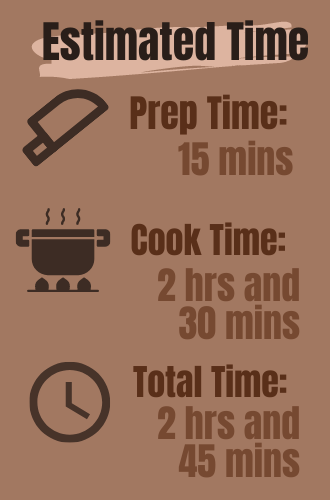 Estimated Time
Prep Time:
15 mins
Cook Time:
2 hrs and
30 mins
Total Time:
2 hrs and
45 mins